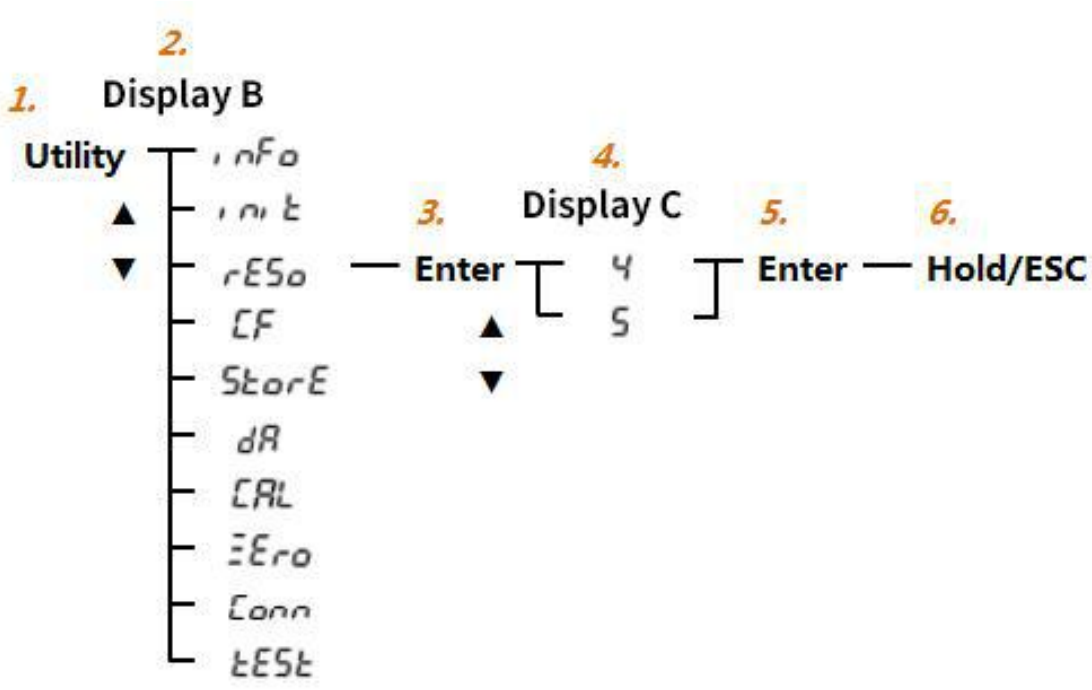 2.
1. Display B
Utility
▲
▼
inFo
init
rESo
CF
StorE
dA
CAL
ZEro
Conn
tESt
3.
Enter
▲
▼
4.
Display C
4
5
5.
Enter
6.
Hold/ESC